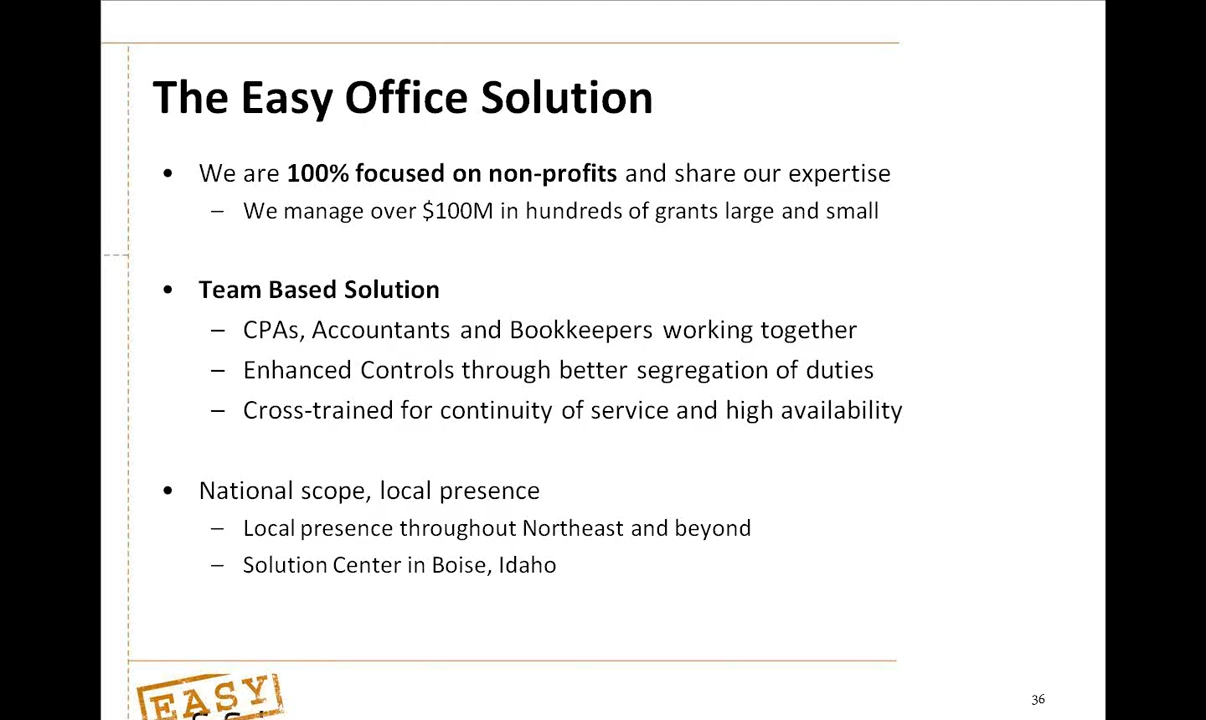 The Easy Office Solution
• We are 100% focused on non-profits and share our expertise
– We manage over $100M in hundreds of grants large and small
• Team Based Solution
– CPAs, Accountants and Bookkeepers working together
– Enhanced Controls through better segregation of duties
– Cross-trained for continuity of service and high availability
• National scope, local presence
– Local presence throughout Northeast and beyond
– Solution Center in Boise, Idaho
EASY
36